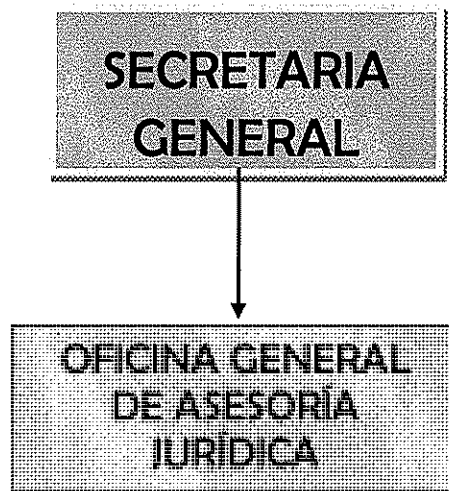 SECRETARIA
GENERAL
OFICINA GENERAL
DE ASESORÍA
JURÍDICA